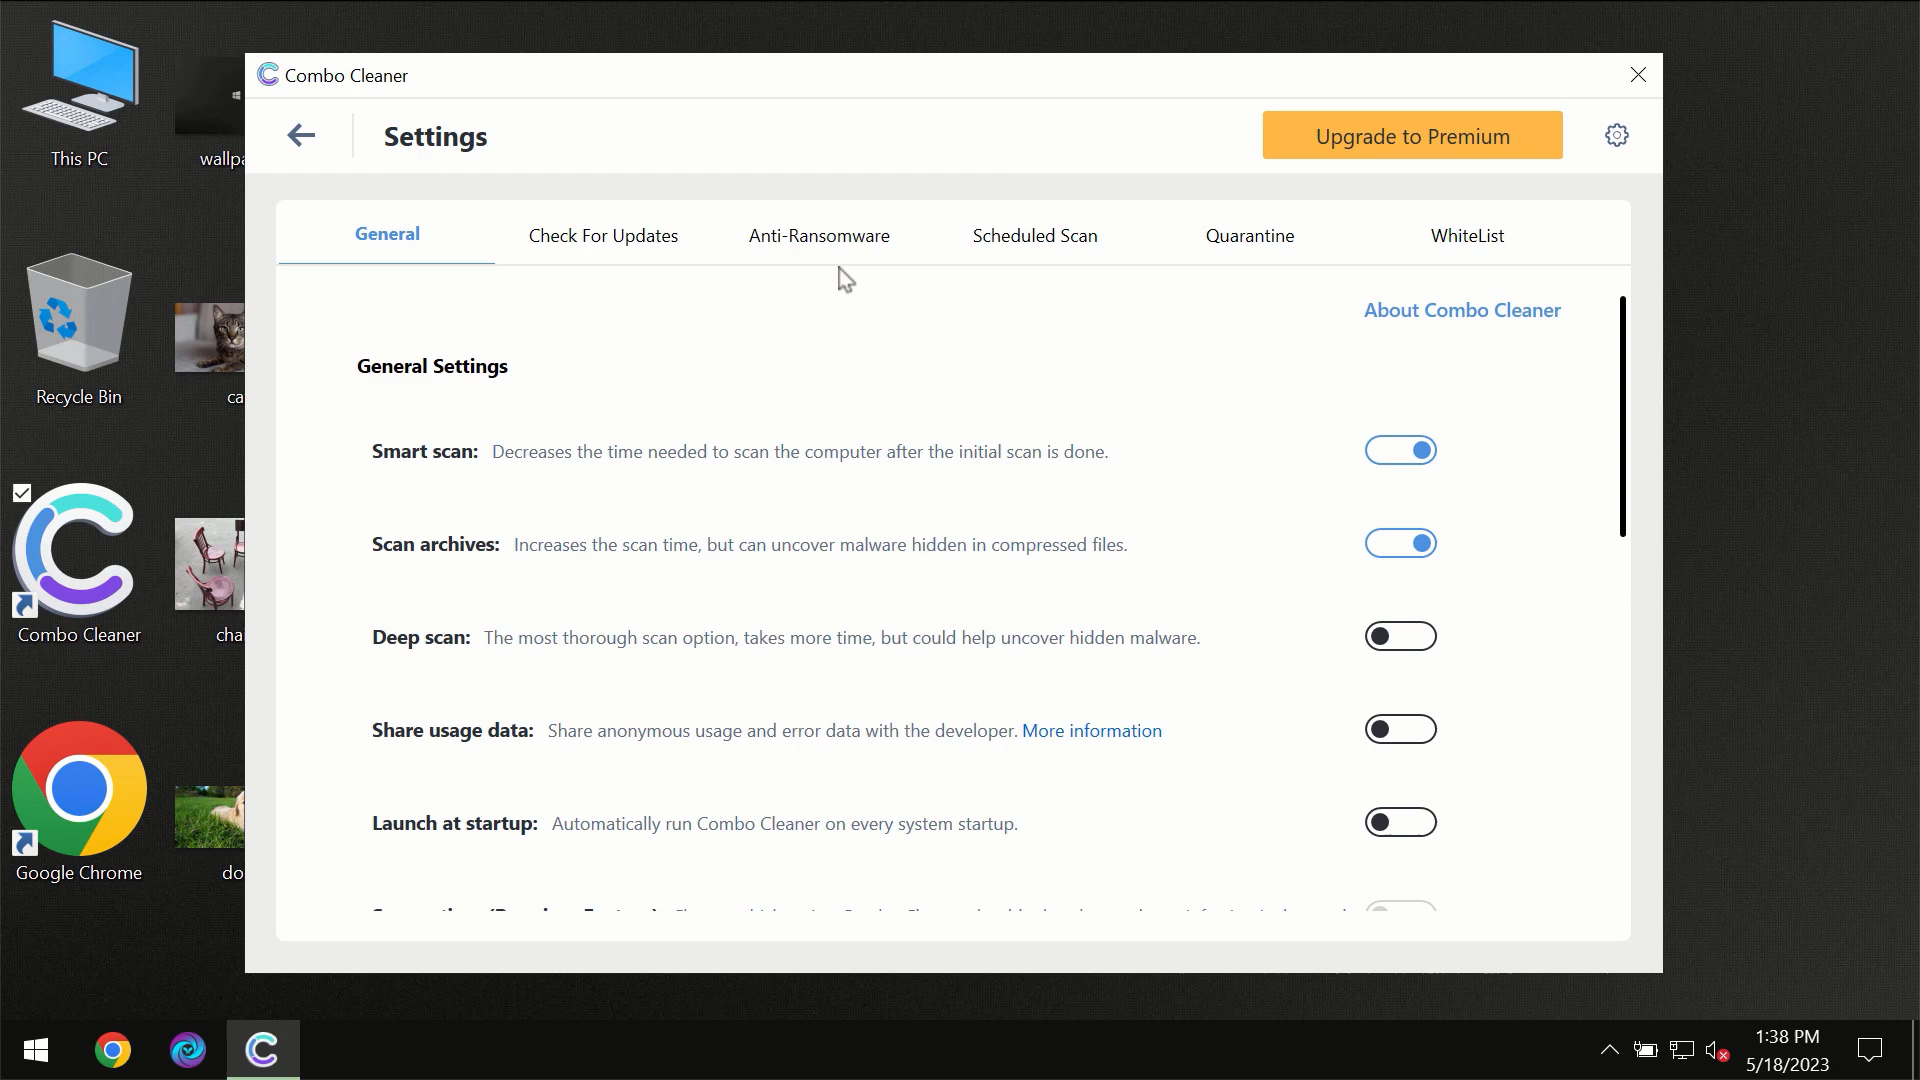 Combo Cleaner
Settings
Upgrade to Premium
General
Check For Updates
Anti-Ransomware
Scheduled Scan
Quarantine
WhiteList
About Combo Cleaner
General Settings
Smart scan: Decreases the time needed to scan the computer after the initial scan is done.
Scan archives: Increases the scan time, but can uncover malware hidden in compressed files.
Deep scan: The most thorough scan option, takes more time, but could help uncover hidden malware.
Share usage data: Share anonymous usage and error data with the developer. More information
Launch at startup: Automatically run Combo Cleaner on every system startup.
This PC
wallpa
Recycle Bin
ca
Combo Cleaner
chai
Google Chrome
do
1:38 PM
5/18/2023